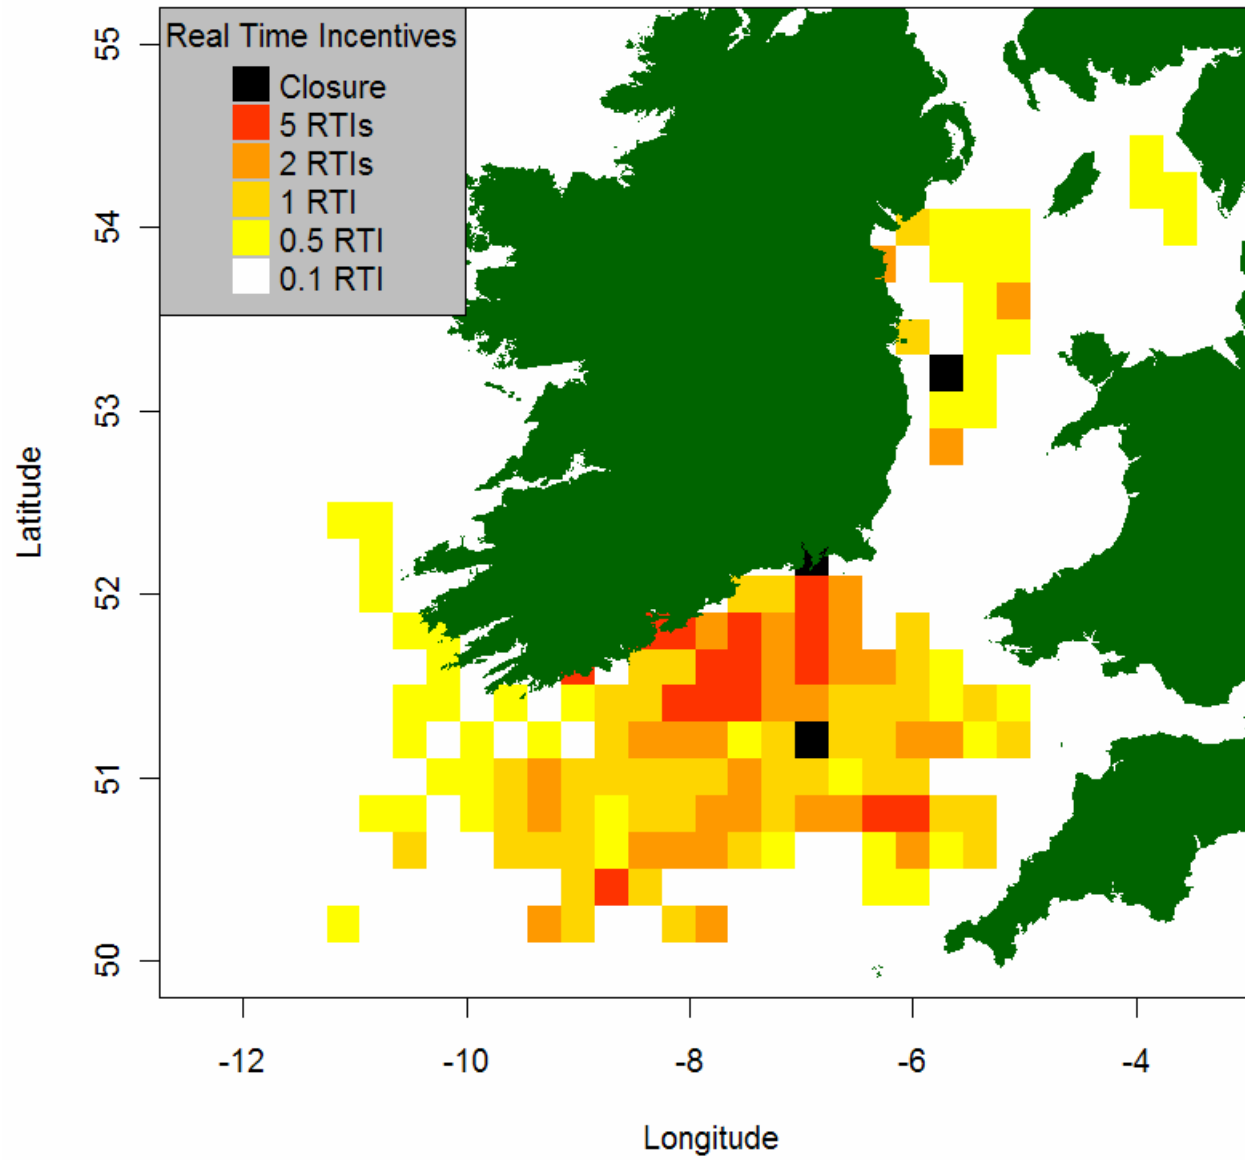 Real Time Incentives
Closure
5 RTIs
2 RTIs
1 RTI
0.5 RTI
0.1 RTI
55
54
53
52
51
50
Latitude
-12 -10 -8 -6 -4
Longitude